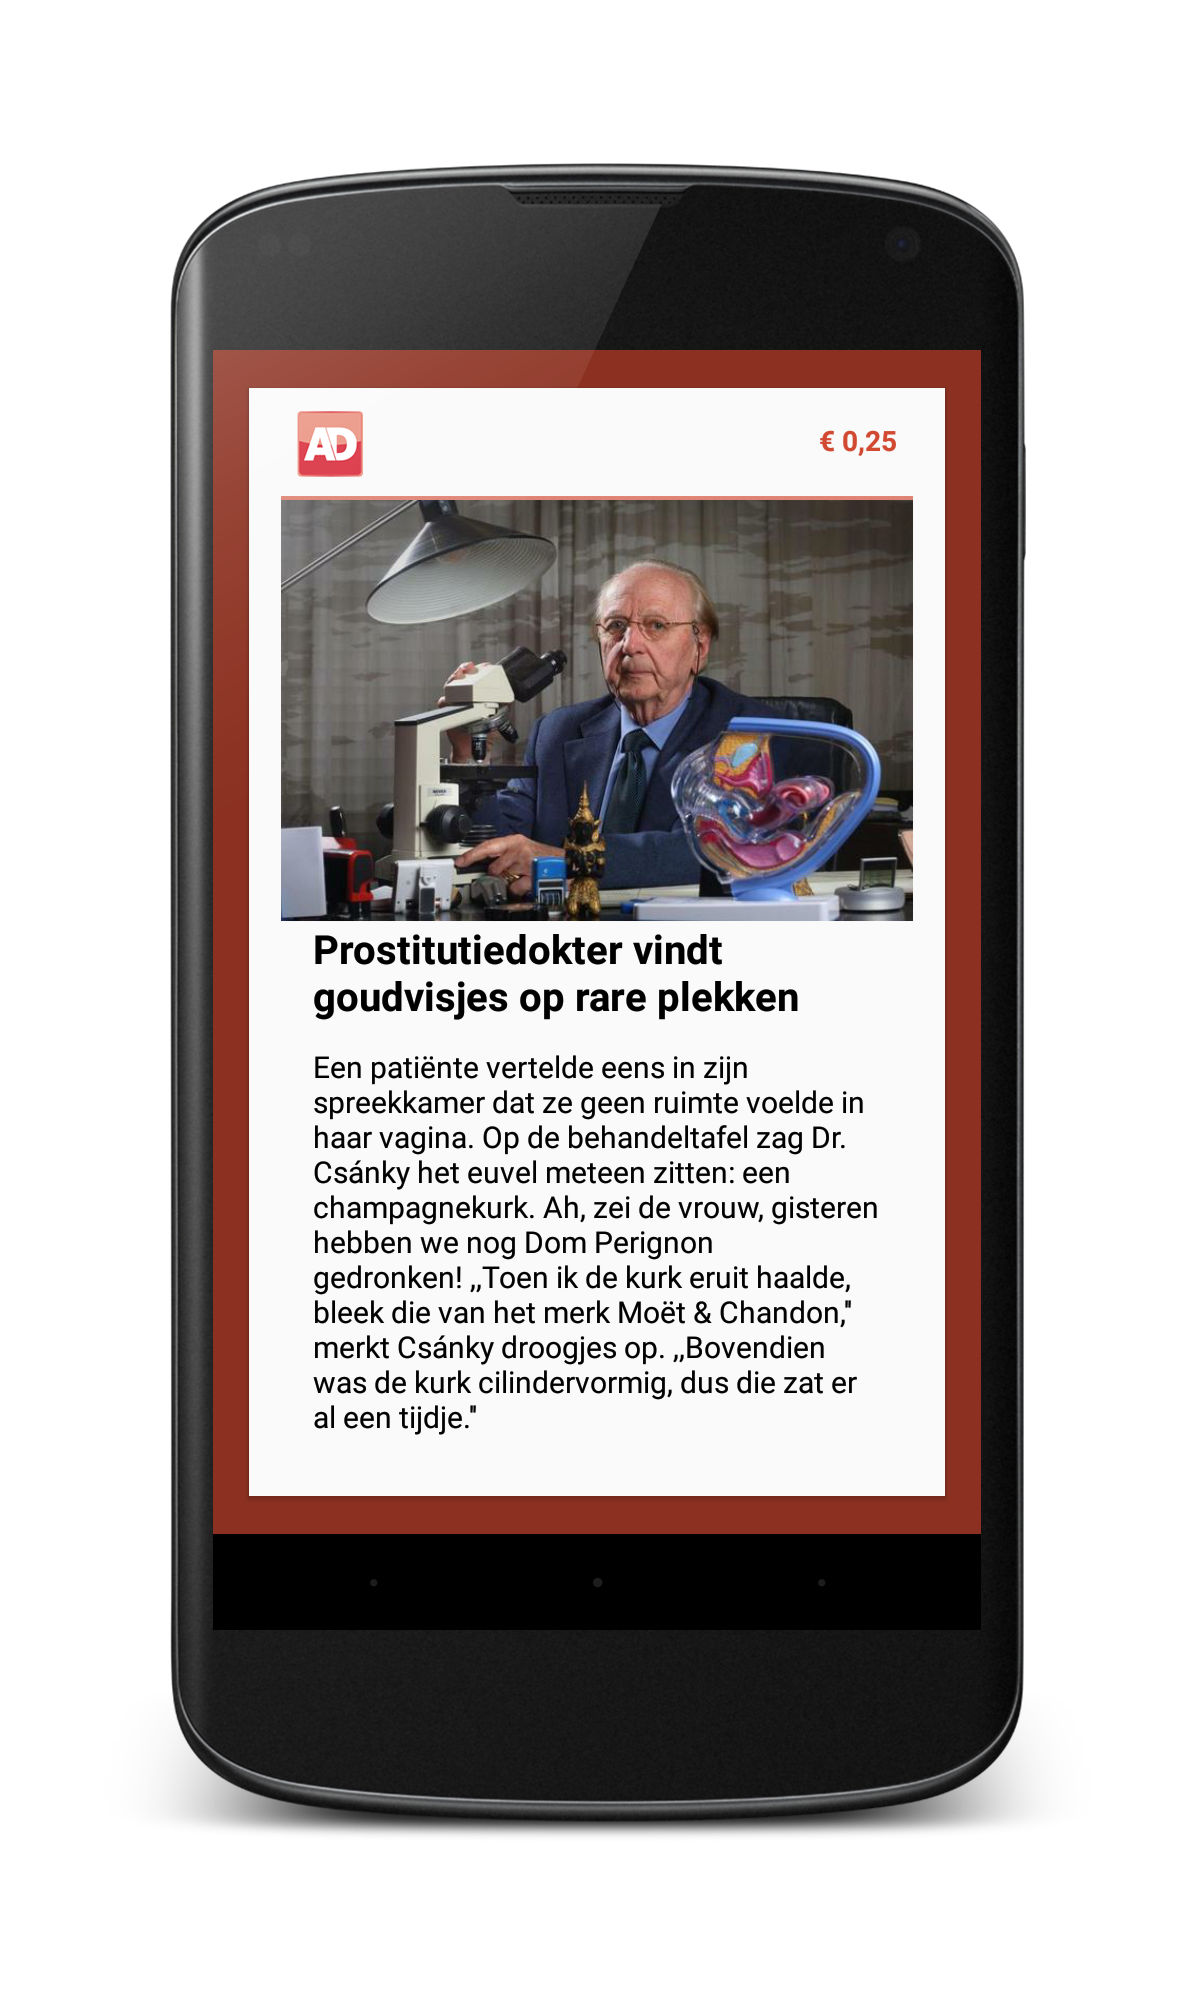 AD
€ 0,25
Prostitutiedokter vindt
goudvisjes op rare plekken
Een patiënte vertelde eens in zijn
spreekkamer dat ze geen ruimte voelde in
haar vagina. Op de behandeltafel zag Dr.
Csánky het euvel meteen zitten: een
champagnekurk. Ah, zei de vrouw, gisteren
hebben we nog Dom Perignon
gedronken! ,,Toen ik de kurk eruit haalde,
bleek die van het merk Moët & Chandon,"
merkt Csánky droogjes op. ,,Bovendien
was de kurk cilindervormig, dus die zat er
al een tijdje."